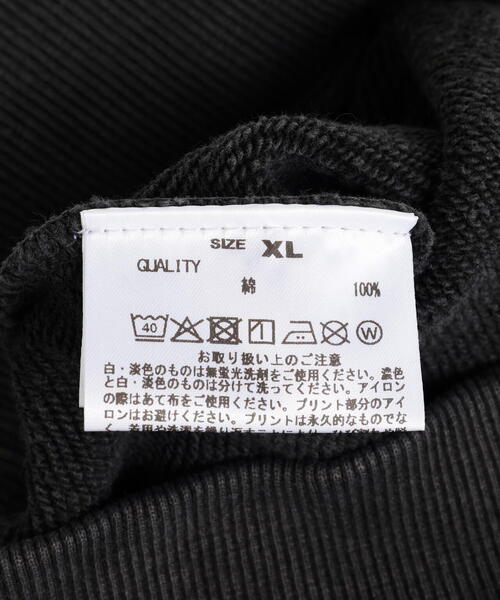 SIZE XL
QUALITY
綿 100%
40 W
お取り扱い上のご注意
白・淡色のものは無蛍光洗剤をご使用ください。濃色
と白・淡色のものは分けて洗ってください。アイロン
の際はあて布をご使用ください。プリント部分のアイ
ロンはお避けください。プリントは永久的なものでな